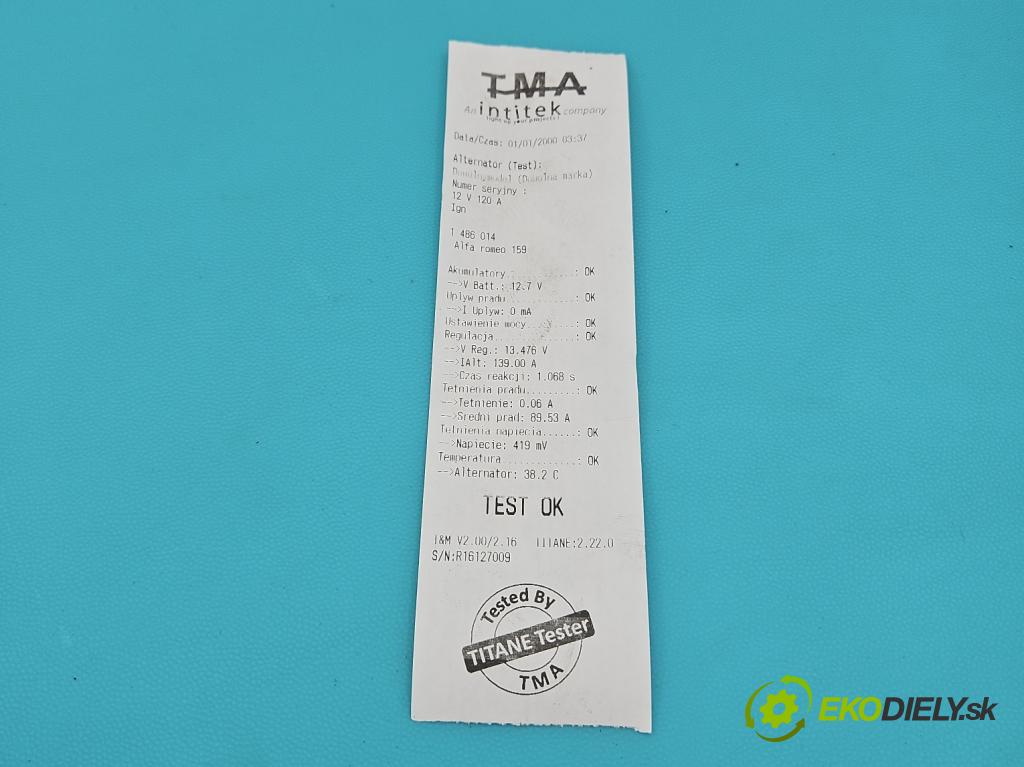 TMA
An intitek company
light up your projects!
Data/Czas: 01/01/2000 03:37
Alternator (Test):
Dowolnymodel (Dowolna marka)
Numer seryjny :
12 V 120 A
Ign
1 486 014
Alfa romeo 159
Akumulatory...........: OK
-->V Batt.: 12.7 V
Uplyw pradu...........: OK
-->I Uplyw: 0 mA
Ustawienie mocy.......: OK
Regulacja.............: OK
-->V Reg.: 13.476 V
-->IAlt: 139.00 A
-->Czas reakcji: 1.068 s
Tetnienia pradu.........: OK
-->Tetnienie: 0.06 A
-->Sredni prad: 89.53 A
Tetnienia napiecia......: OK
-->Napiecie: 419 mV
Temperatura.............: OK
-->Alternator: 38.2 C
TEST OK
I&M V2.00/2.16 TITANE:2.22.0
S/N:R16127009
Tested By
TITANE Tester
TMA
EKODIELY.sk